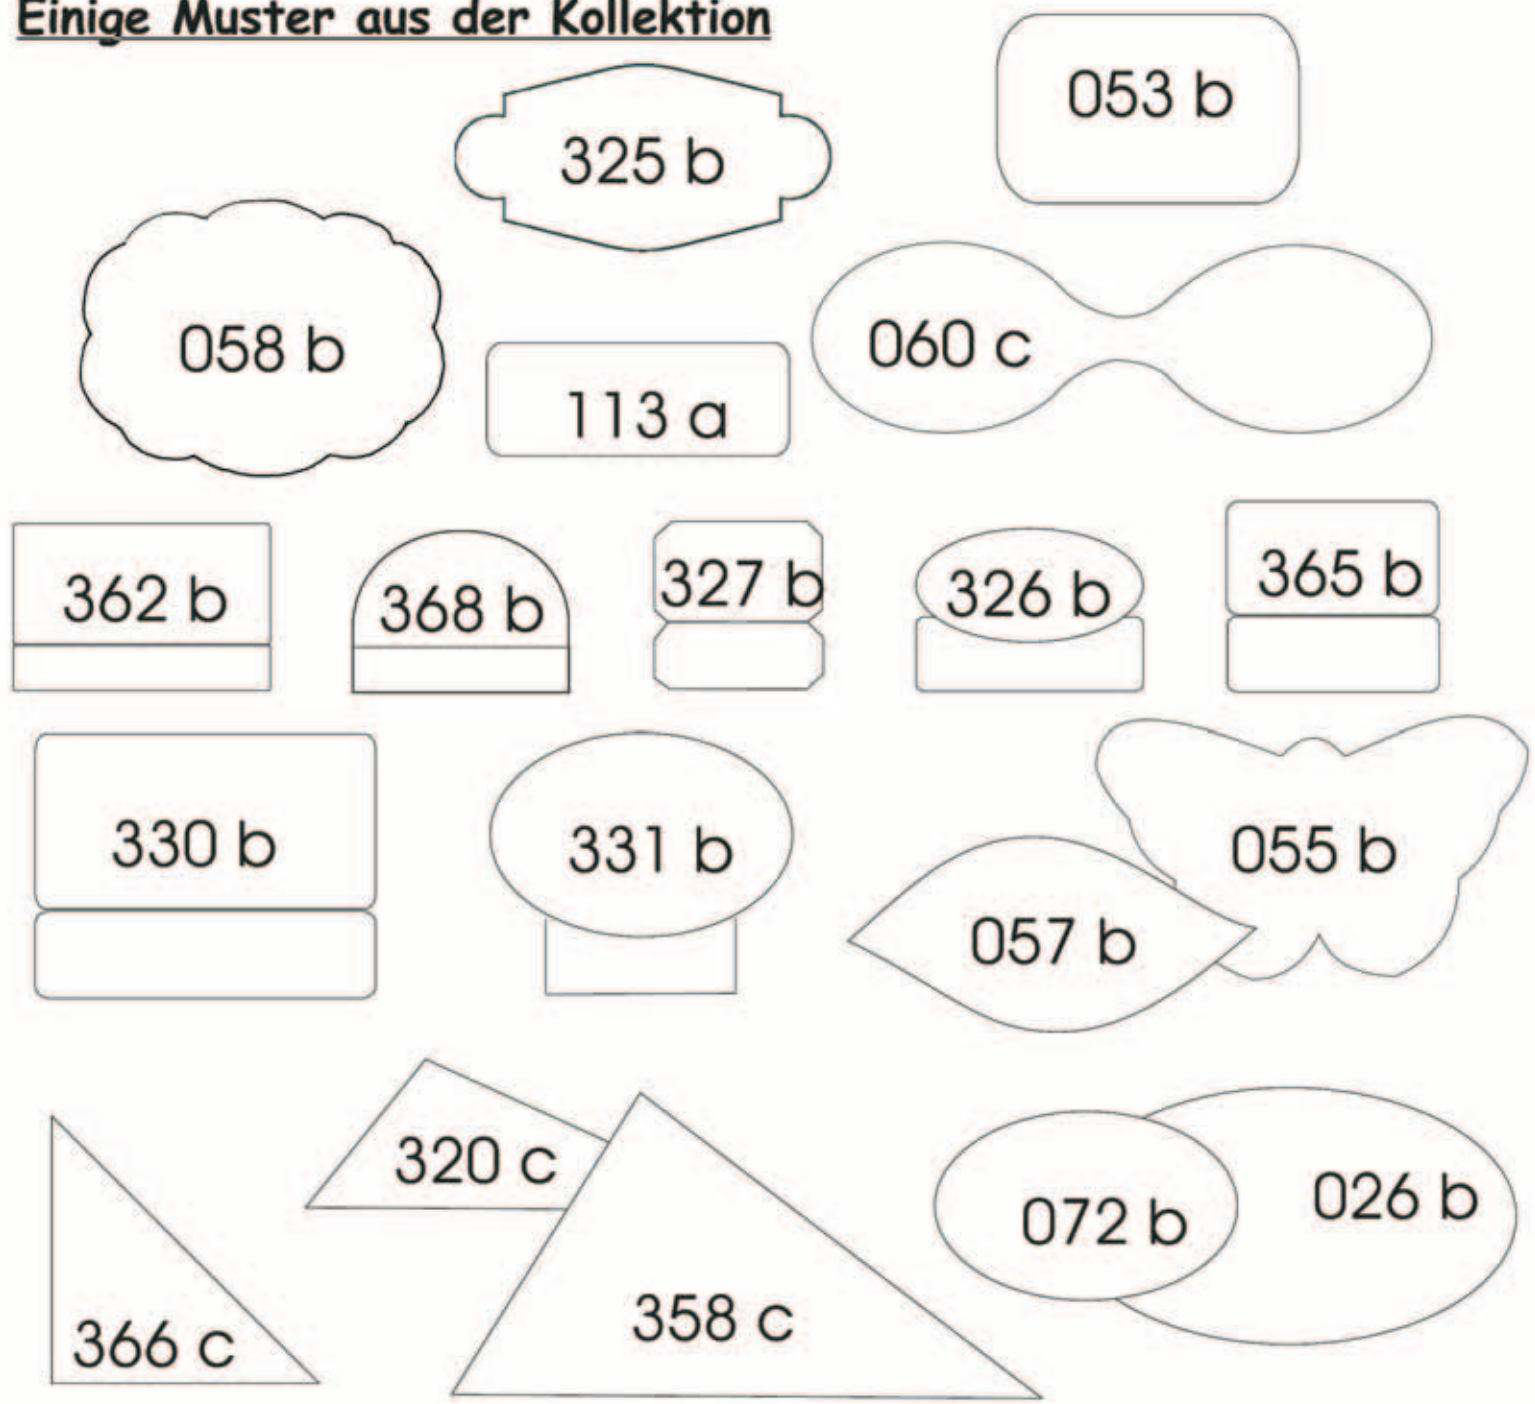 Einige Muster aus der Kollektion
053 b
325 b
058 b
060 c
113 a
362 b
368 b
327 b
326 b
365 b
330 b
331 b
055 b
057 b
320 c
072 b
026 b
366 c
358 c